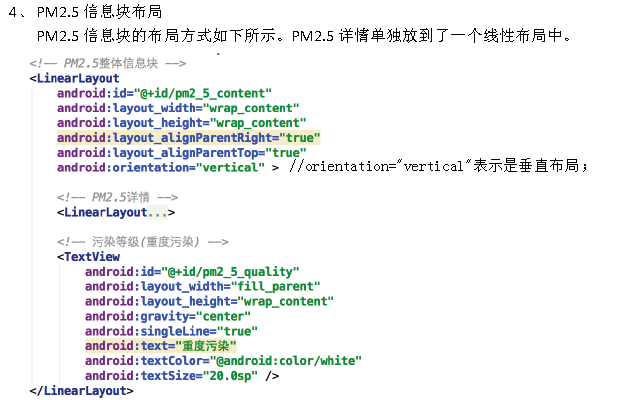 4、PM2.5 信息块布局
PM2.5 信息块的布局方式如下所示。PM2.5 详情单独放到了一个线性布局中。
<!-- PM2.5整体信息块 -->
<LinearLayout
android:id="@+id/pm2_5_content"
android:layout_width="wrap_content"
android:layout_height="wrap_content"
android:layout_alignParentRight="true"
android:layout_alignParentTop="true"
android:orientation="vertical" > //orientation="vertical"表示是垂直布局；
<!-- PM2.5详情 -->
<LinearLayout...>
<!-- 污染等级(重度污染) -->
<TextView
android:id="@+id/pm2_5_quality"
android:layout_width="fill_parent"
android:layout_height="wrap_content"
android:gravity="center"
android:singleLine="true"
android:text="重度污染"
android:textColor="@android:color/white"
android:textSize="20.0sp" />
</LinearLayout>